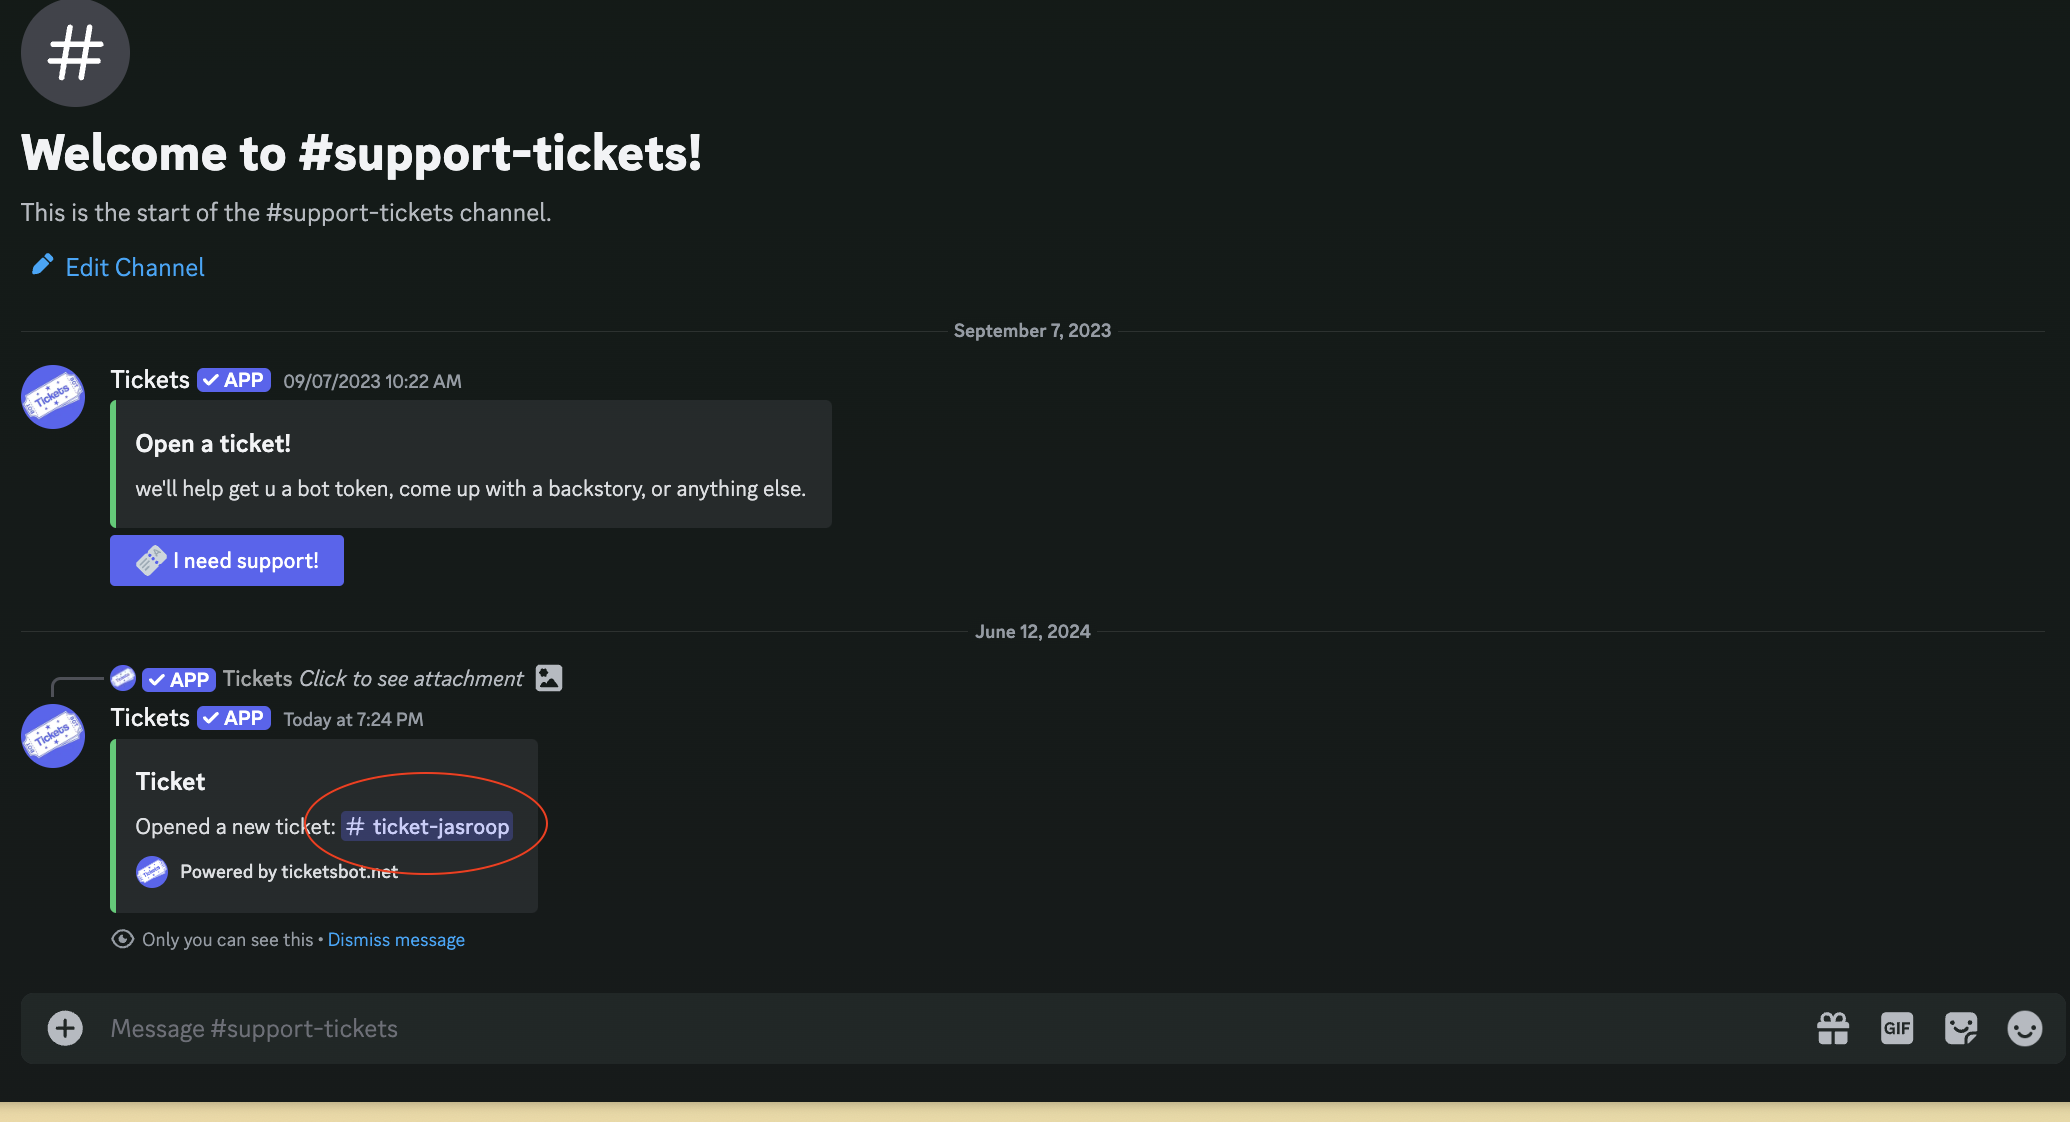 Welcome to #support-tickets!
This is the start of the #support-tickets channel.
Edit Channel
September 7, 2023
Tickets APP 09/07/2023 10:22 AM
Open a ticket!
we'll help get u a bot token, come up with a backstory, or anything else.
I need support!
June 12, 2024
APP Tickets Click to see attachment
Tickets APP Today at 7:24 PM
Ticket
Opened a new ticket: # ticket-jasroop
Powered by ticketsbot.net
Only you can see this • Dismiss message
Message #support-tickets
GIF